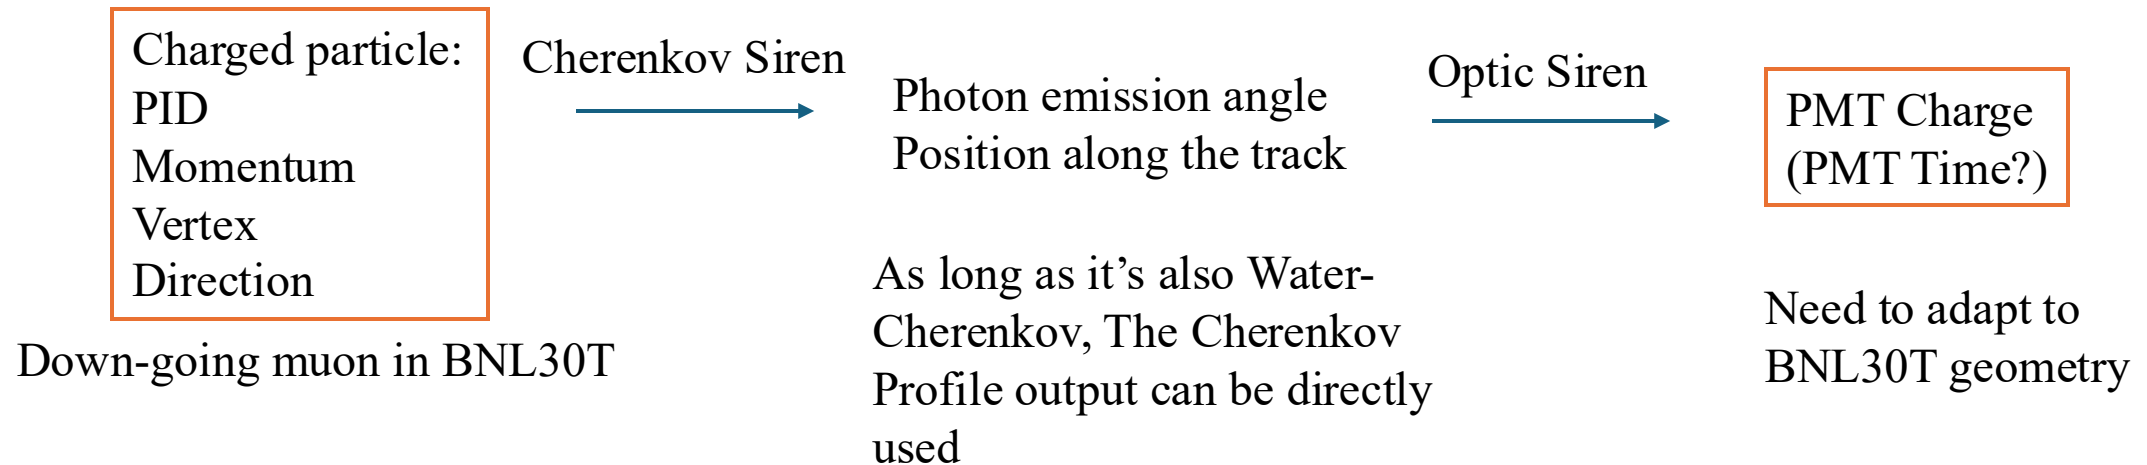 Charged particle:
PID
Momentum
Vertex
Direction
Down-going muon in BNL30T
Cherenkov Siren
Photon emission angle
Position along the track
As long as it’s also Water-
Cherenkov, The Cherenkov
Profile output can be directly
used
Optic Siren
PMT Charge
(PMT Time?)
Need to adapt to
BNL30T geometry